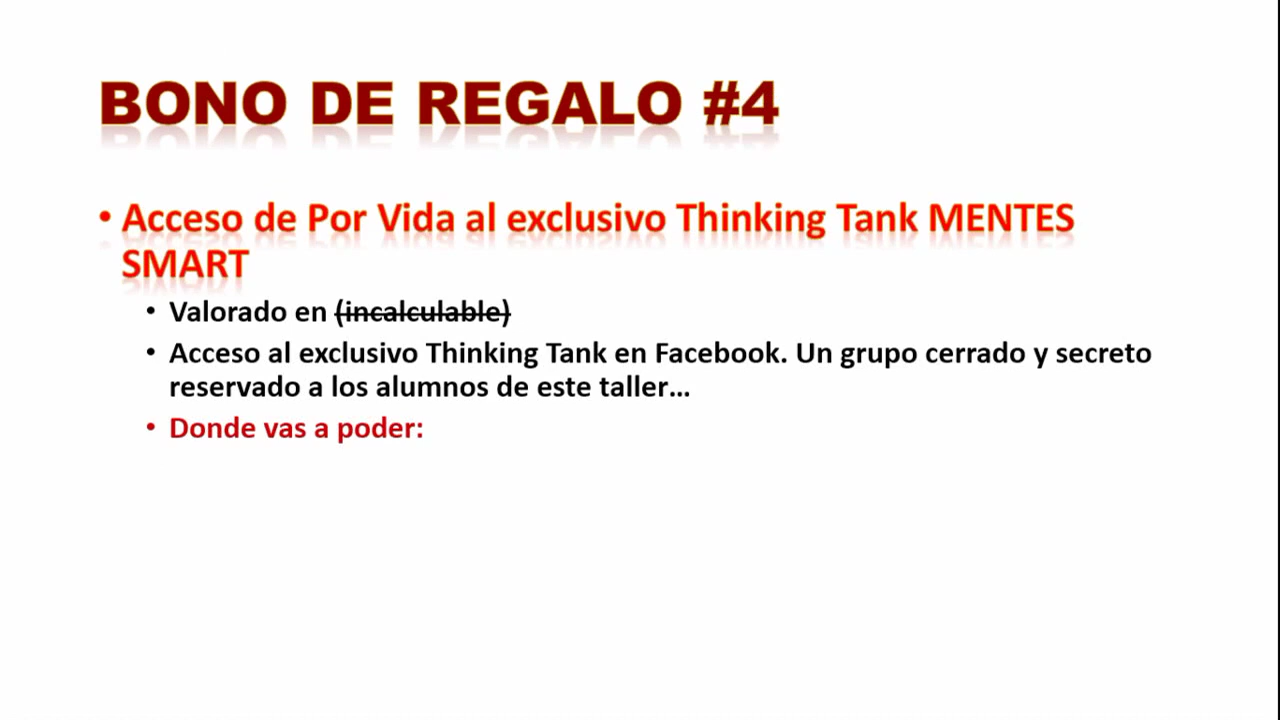 BONO DE REGALO #4
• Acceso de Por Vida al exclusivo Thinking Tank MENTES
SMART
• Valorado en (incalculable)
• Acceso al exclusivo Thinking Tank en Facebook. Un grupo cerrado y secreto
reservado a los alumnos de este taller...
• Donde vas a poder: